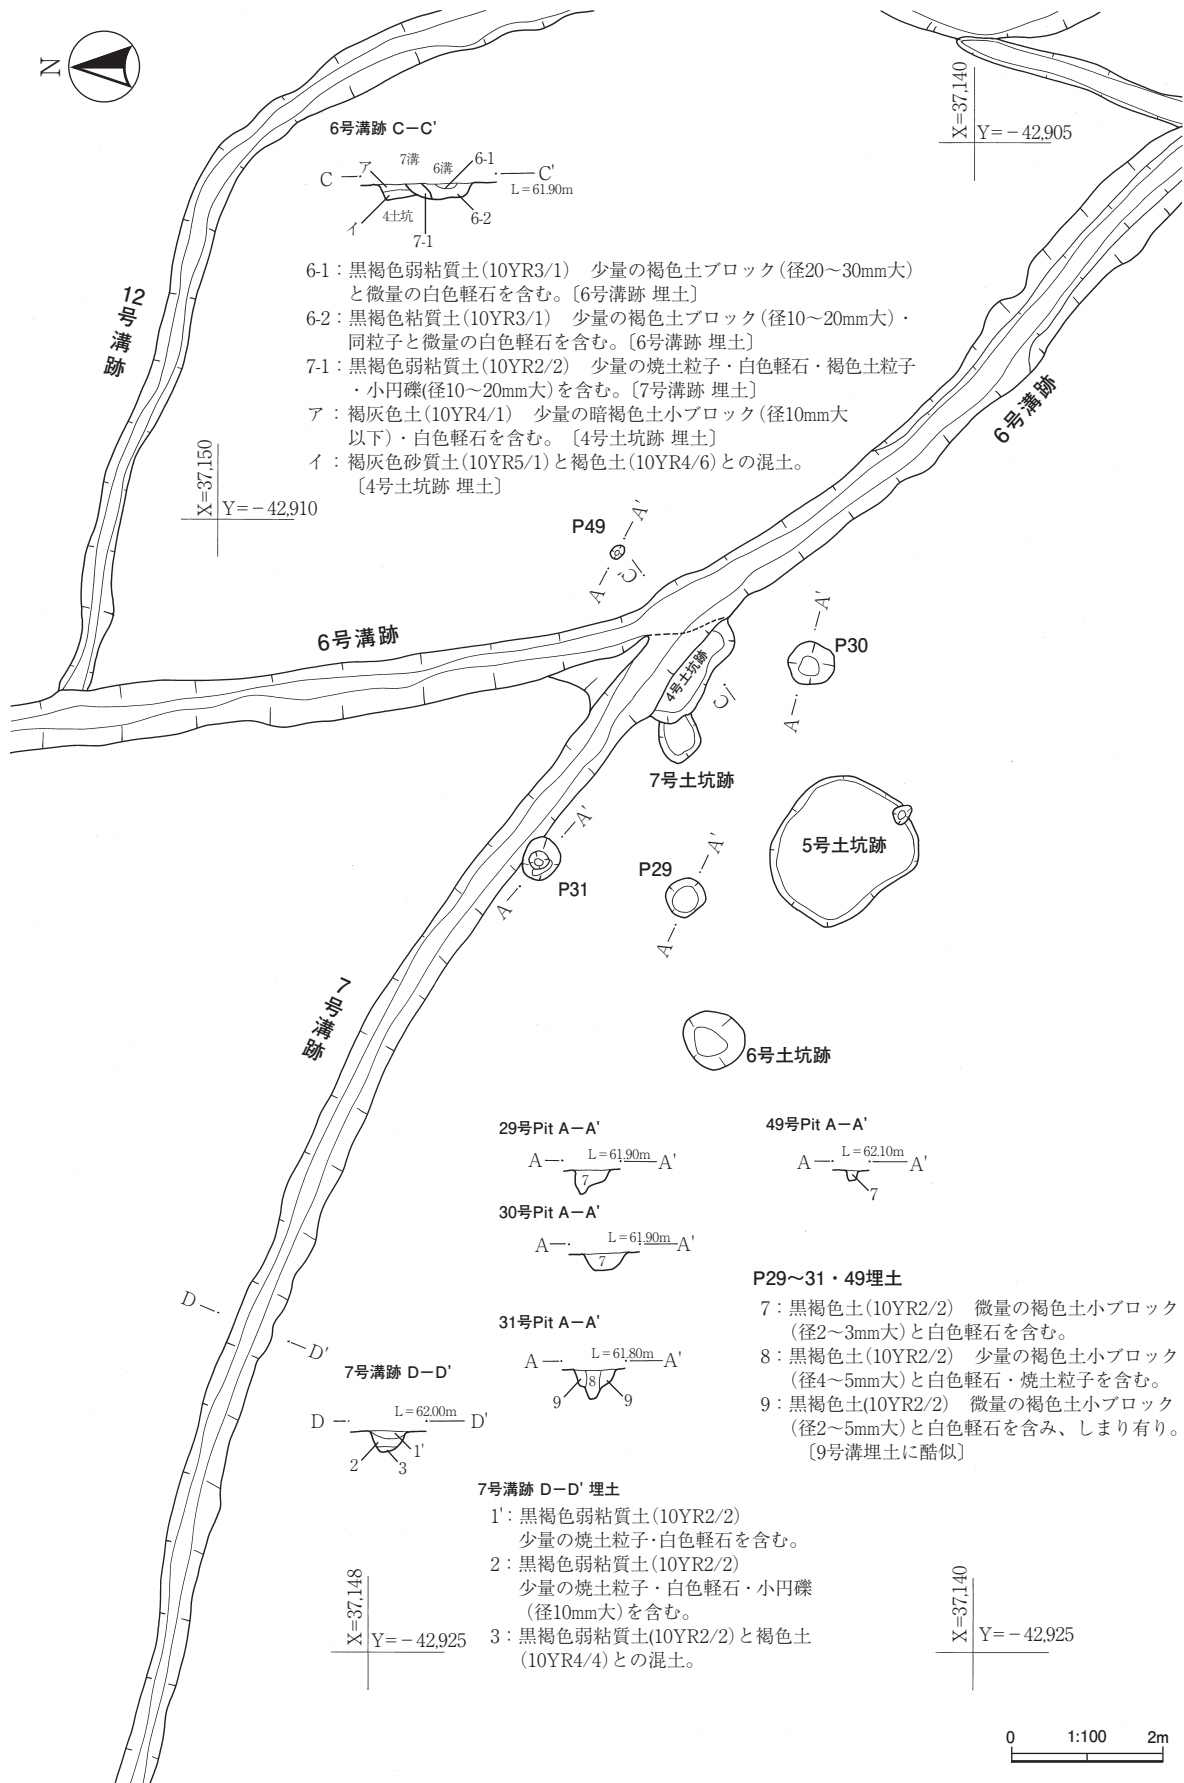 N
X=37,140
Y=－42,905
6号溝跡 C－C'
C
ア
7溝
6溝
6-1
C'
L=61.90m
イ
4土坑
7-1
6-2
6-1：黒褐色弱粘質土(10YR3/1)　少量の褐色土ブロック(径20～30mm大)
と微量の白色軽石を含む。〔6号溝跡 埋土〕
6-2：黒褐色粘質土(10YR3/1)　少量の褐色土ブロック(径10～20mm大)・
同粒子と微量の白色軽石を含む。〔6号溝跡 埋土〕
7-1：黒褐色弱粘質土(10YR2/2)　少量の焼土粒子・白色軽石・褐色土粒子
・小円礫(径10～20mm大)を含む。〔7号溝跡 埋土〕
ア：褐灰色土(10YR4/1)　少量の暗褐色土小ブロック(径10mm大
以下)・白色軽石を含む。〔4号土坑跡 埋土〕
イ：褐灰色砂質土(10YR5/1)と褐色土(10YR4/6)との混土。
〔4号土坑跡 埋土〕
12号溝跡
6号溝跡
X=37,150
Y=－42,910
P49
A'
A
C
A'
6号溝跡
P30
4号土坑跡
C'
A
7号土坑跡
A'
5号土坑跡
A'
P29
P31
A
A
7号溝跡
6号土坑跡
29号Pit A－A'
A
L=61.90m
A'
7
49号Pit A－A'
A
L=62.10m
A'
7
30号Pit A－A'
A
L=61.90m
A'
7
P29～31・49埋土
7：黒褐色土(10YR2/2)　微量の褐色土小ブロック
(径2～3mm大)と白色軽石を含む。
8：黒褐色土(10YR2/2)　少量の褐色土小ブロック
(径4～5mm大)と白色軽石・焼土粒子を含む。
9：黒褐色土(10YR2/2)　微量の褐色土小ブロック
(径2～5mm大)と白色軽石を含み、しまり有り。
〔9号溝埋土に酷似〕
D
D'
31号Pit A－A'
A
L=61.80m
A'
8
9
9
7号溝跡 D－D'
D
L=62.00m
D'
1'
2
3
7号溝跡 D－D' 埋土
1'：黒褐色弱粘質土(10YR2/2)
少量の焼土粒子・白色軽石を含む。
2：黒褐色弱粘質土(10YR2/2)
少量の焼土粒子・白色軽石・小円礫
(径10mm大)を含む。
3：黒褐色弱粘質土(10YR2/2)と褐色土
(10YR4/4)との混土。
X=37,148
Y=－42,925
X=37,140
Y=－42,925
0
1:100
2m